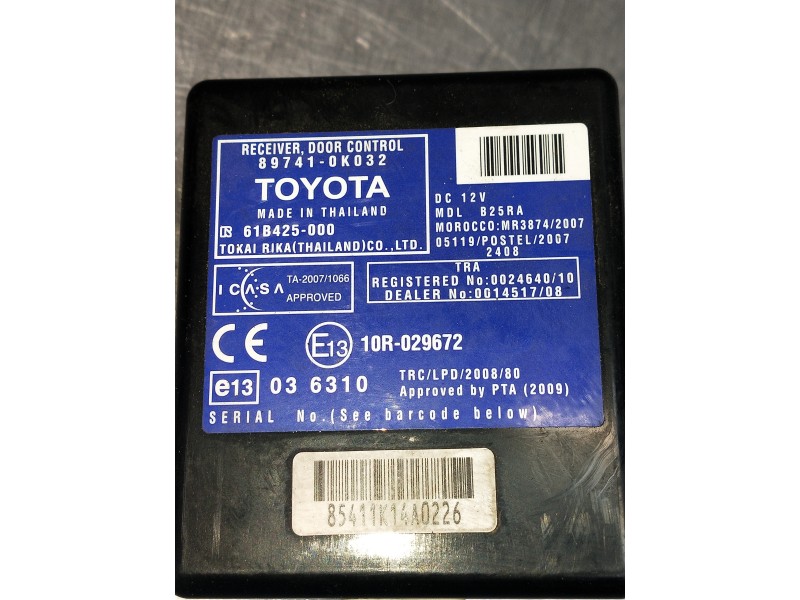 RECEIVER, DOOR CONTROL
89741-0K032
TOYOTA
MADE IN THAILAND
61B425-000
TOKAI RIKA(THAILAND)CO.,LTD.
DC 12V
MDL B25RA
MOROCCO:MR3874/2007
05119/POSTEL/2007
2408
ICASA
TA-2007/1066
APPROVED
TRA
REGISTERED No:0024640/10
DEALER No:0014517/08
CE
E13
10R-029672
e13
03 6310
TRC/LPD/2008/80
Approved by PTA (2009)
SERIAL No.(See barcode below)
85411K14A0226